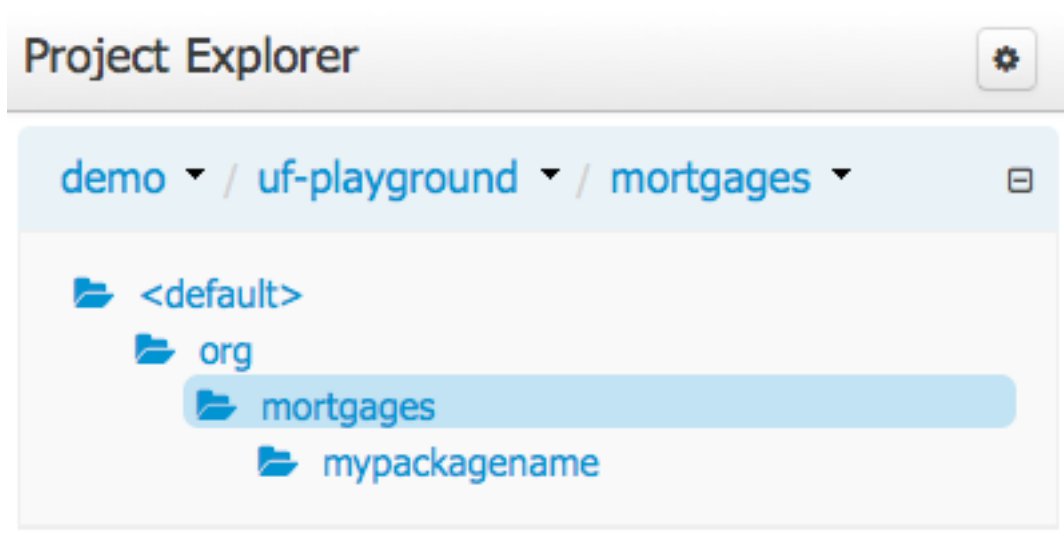 Project Explorer
demo / uf-playground / mortgages
<default>
org
mortgages
mypackagename